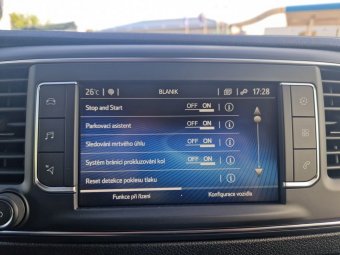 26°C BLANIK 17:28
Stop and Start OFF ON
Parkovací asistent OFF ON
Sledování mrtvého úhlu OFF ON
Systém bránící prokluzování kol OFF ON
Reset detekce poklesu tlaku
Funkce při řízení Konfigurace vozidla